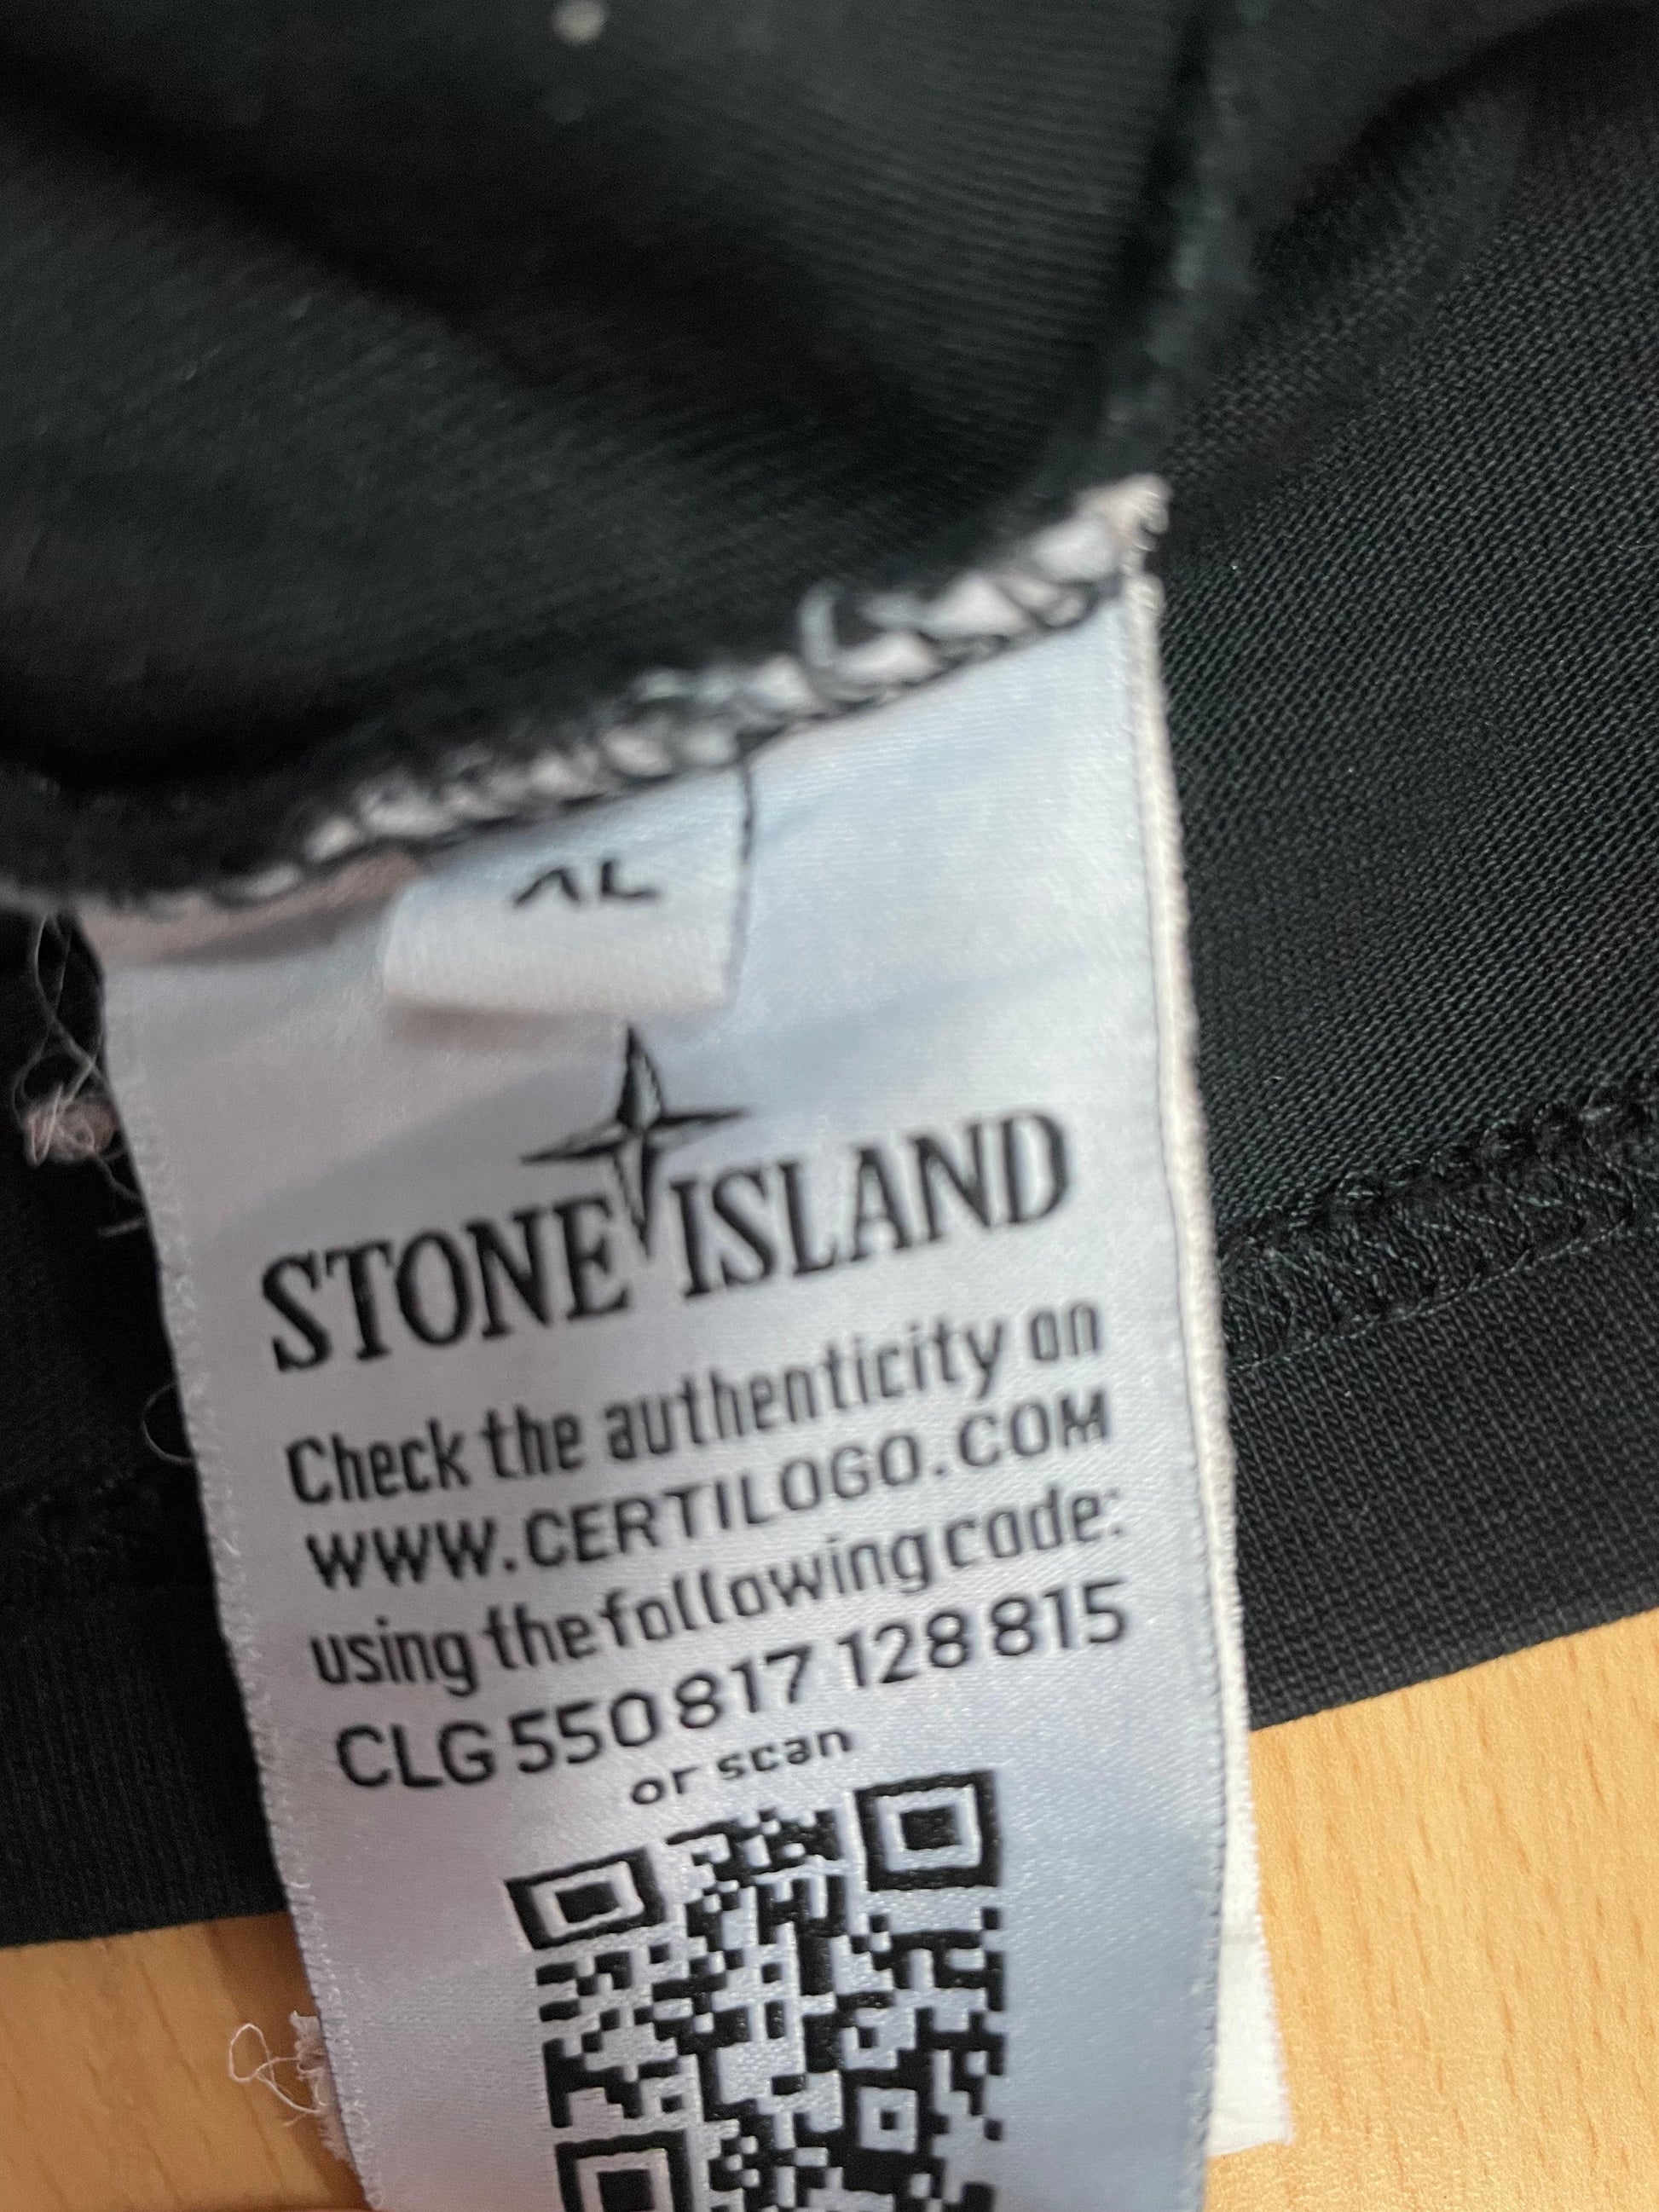 STONE ISLAND
Check the authenticity on
WWW.CERTILOGO.COM
using the following code:
CLG 550 817 128 815
or scan